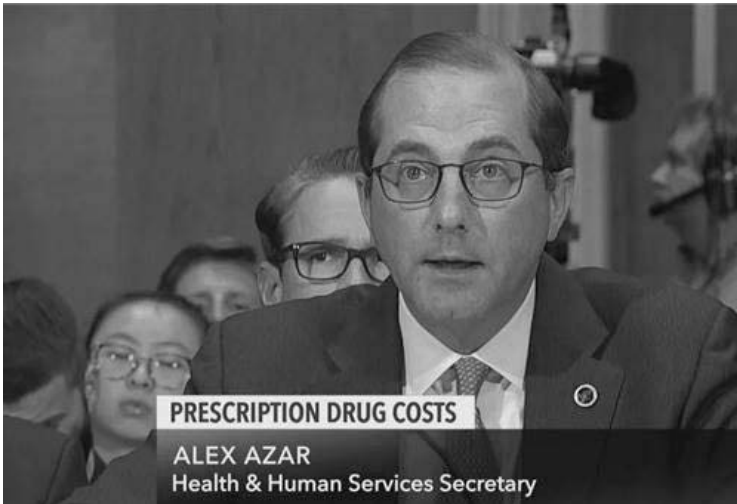 PRESCRIPTION DRUG COSTS
ALEX AZAR
Health & Human Services Secretary